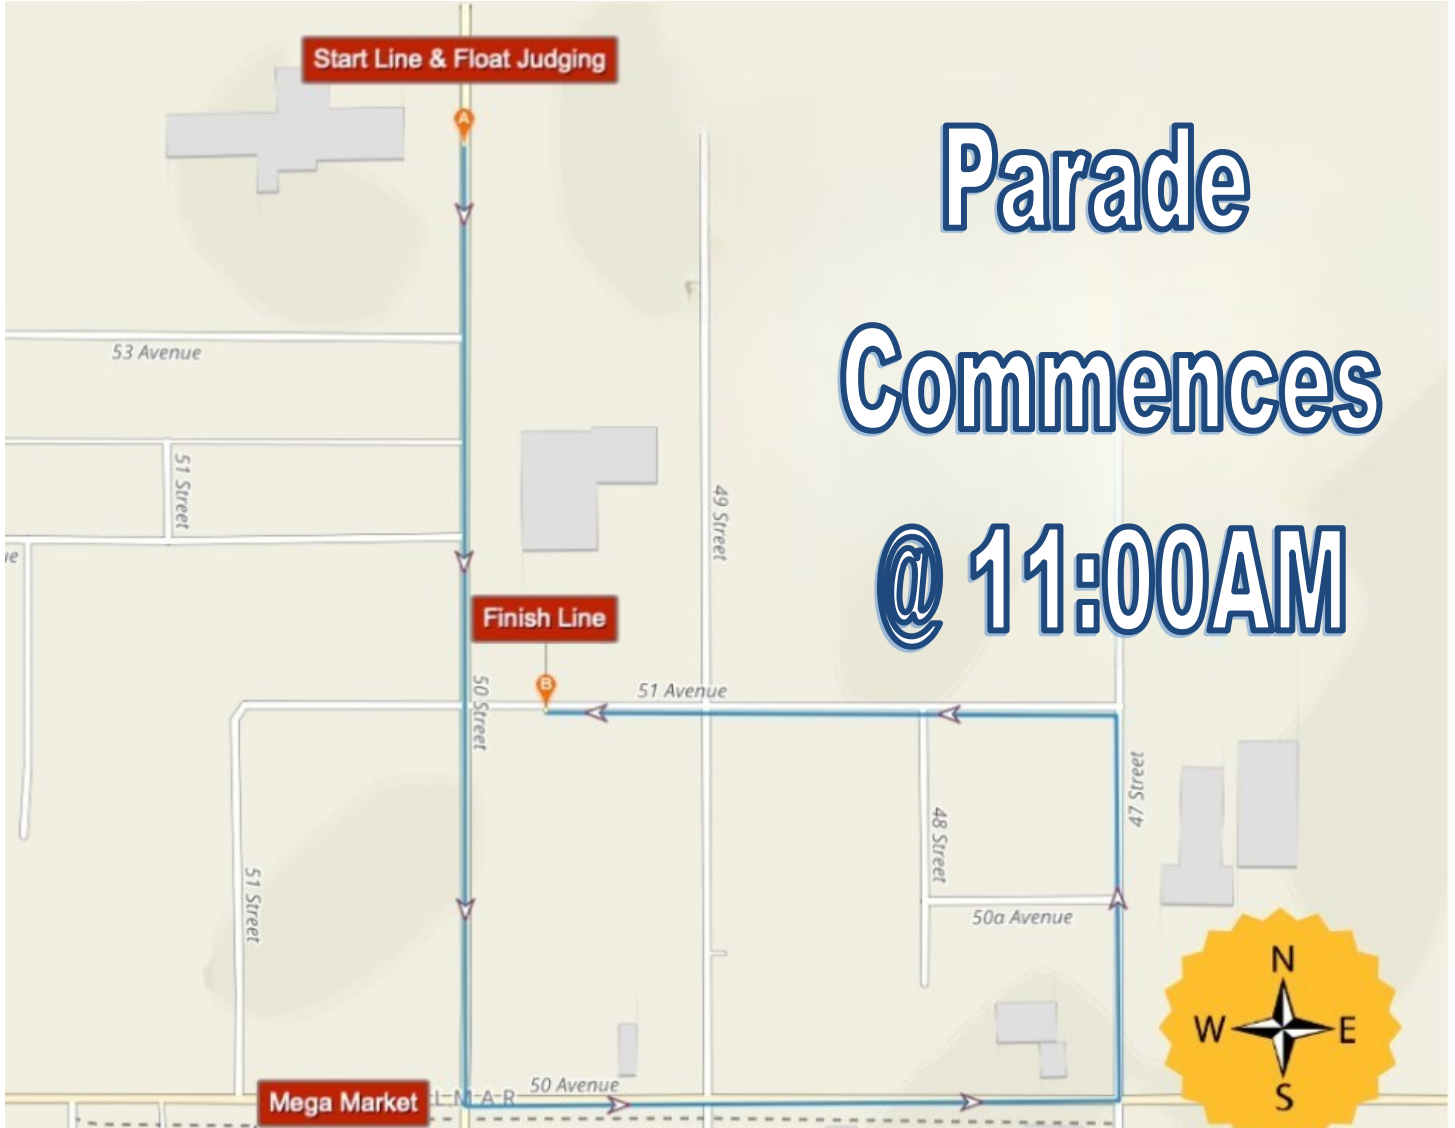 Start Line & Float Judging
A
Parade
Commences
@ 11:00AM
53 Avenue
51 Street
49 Street
Finish Line
B
51 Avenue
50 Street
47 Street
48 Street
51 Street
50a Avenue
N
W E
S
50 Avenue
Mega Market
LMAR